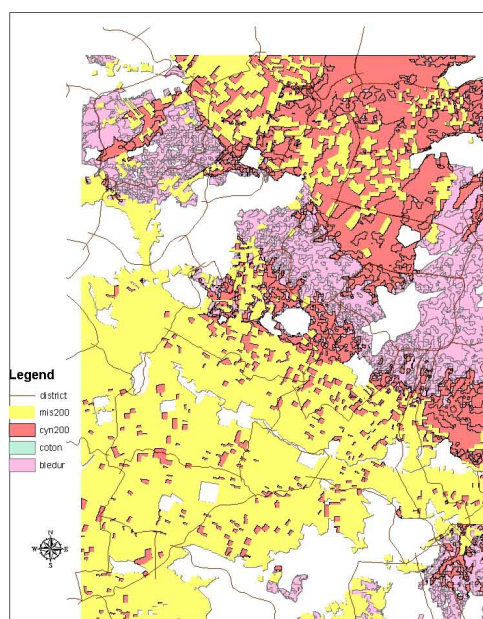 Legend
district
mis200
cyn200
coton
bledur
N
W E
S